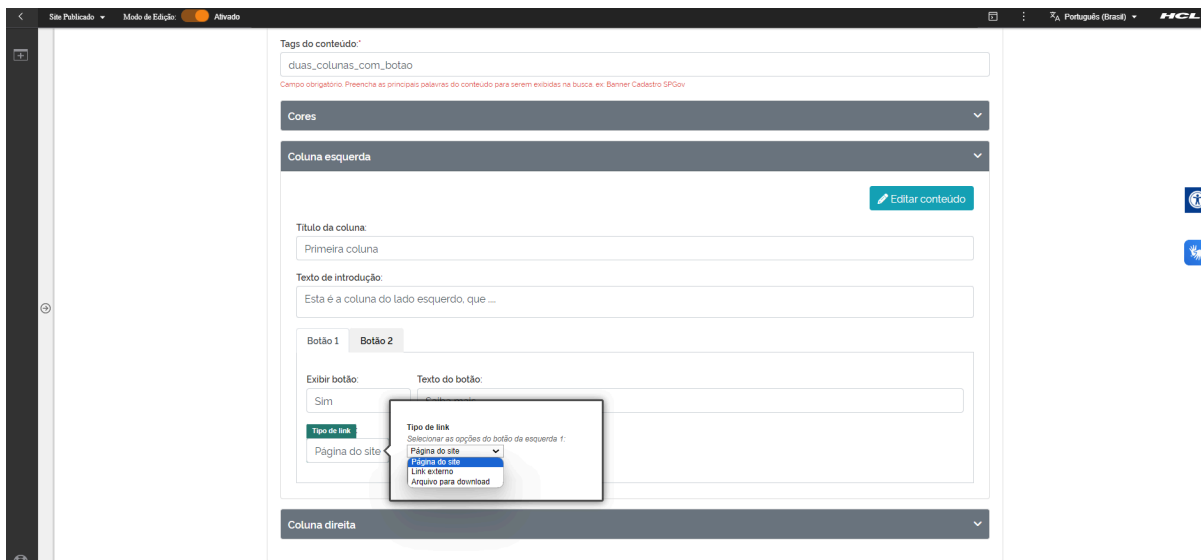 Site Publicado Modo de Edição: Ativado Português (Brasil) HCL
Tags do conteúdo:*
duas_colunas_com_botao
Campo obrigatório. Preencha as principais palavras do conteúdo para serem exibidas na busca. ex: Banner Cadastro SPGov
Cores
Coluna esquerda
Editar conteúdo
Título da coluna:
Primeira coluna
Texto de introdução:
Esta é a coluna do lado esquerdo, que ....
Botão 1 Botão 2
Exibir botão: Texto do botão:
Sim
Tipo de link :
Página do site
Tipo de link
Selecionar as opções do botão da esquerda 1:
Página do site
Página do site
Link externo
Arquivo para download
Coluna direita